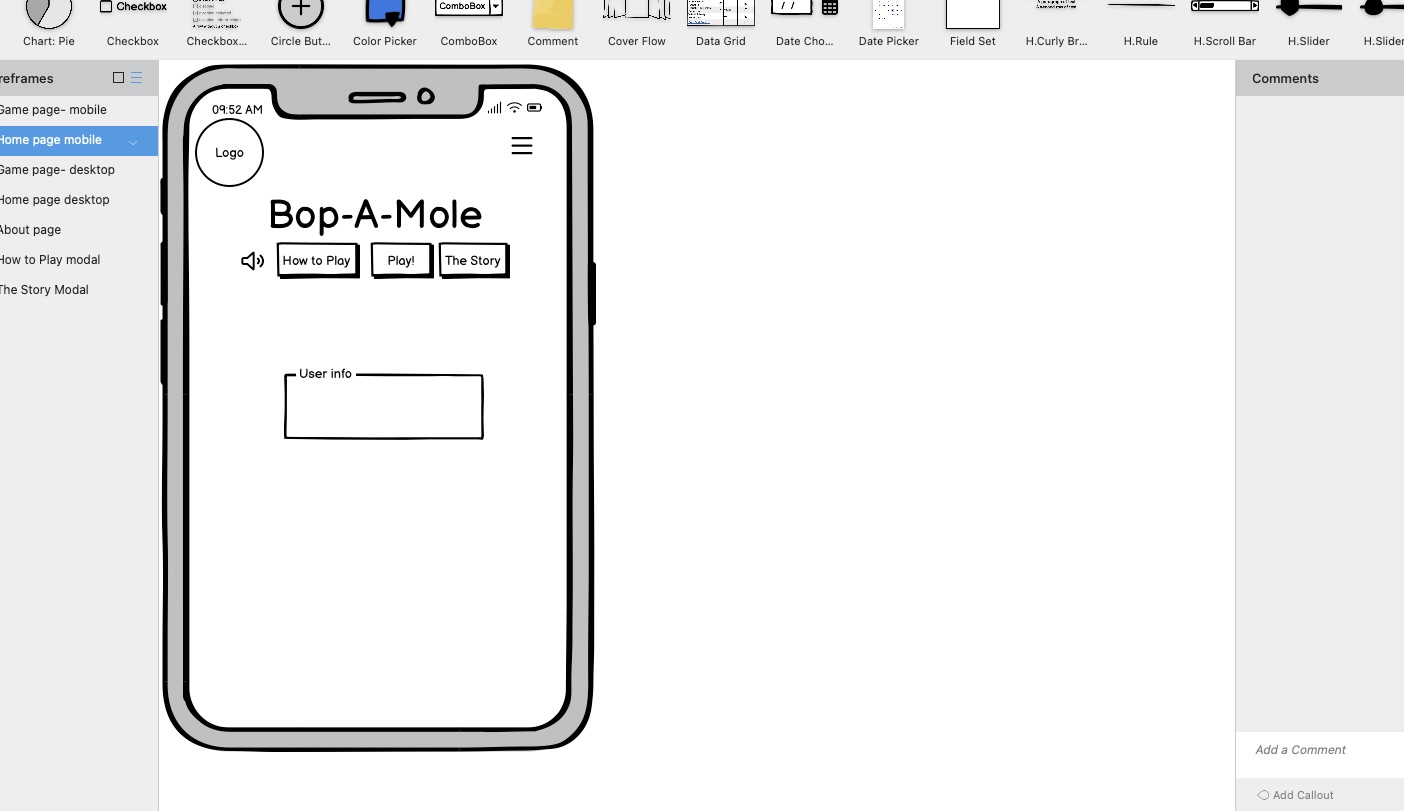 Checkbox
ComboBox
/ /
Chart: Pie
Checkbox
Checkbox...
Circle But...
Color Picker
ComboBox
Comment
Cover Flow
Data Grid
Date Cho...
Date Picker
Field Set
H.Curly Br...
H.Rule
H.Scroll Bar
H.Slider
H.Slider
reframes
Comments
Game page- mobile
Home page mobile
Game page- desktop
Home page desktop
About page
How to Play modal
The Story Modal
09:52 AM
Logo
Bop-A-Mole
How to Play
Play!
The Story
User info
Add a Comment
Add Callout